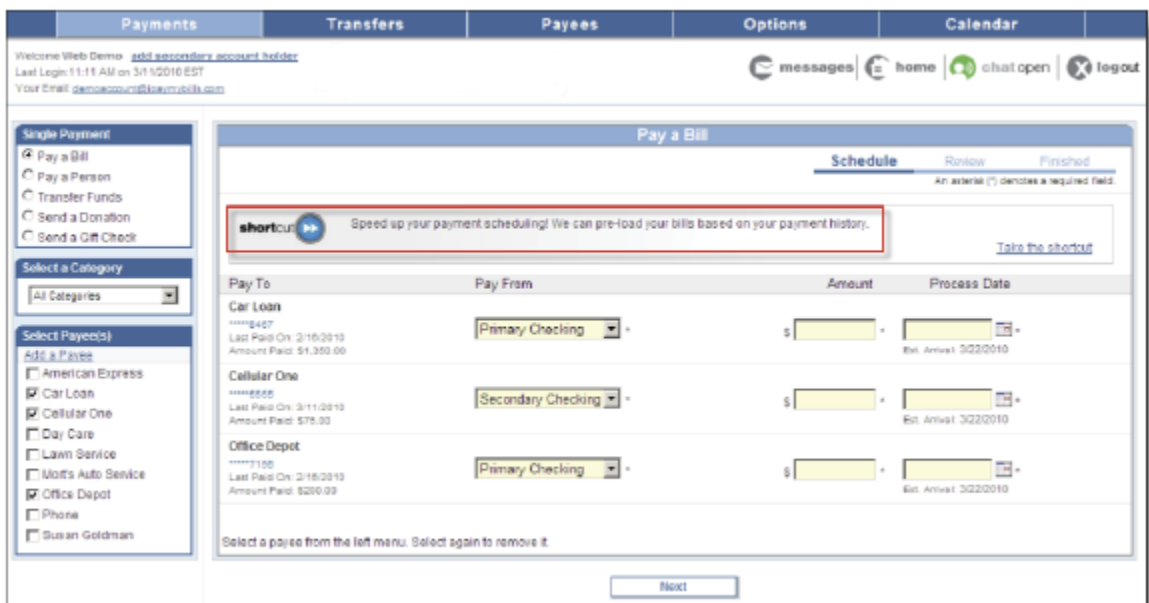 Payments Transfers Payees Options Calendar
Welcome Web Demo add secondary account holder
Last Login: 11:11 AM on 3/11/2010 EST
Your Email:
messages home chat open logout
Single Payment
Pay a Bill
Pay a Person
Transfer Funds
Send a Donation
Send a Gift Check
Select a Category
All Categories
Select Payee(s)
Add a Payee
American Express
Car Loan
Cellular One
Day Care
Lawn Service
Mort's Auto Service
Office Depot
Phone
Susan Goldman
Pay a Bill
Schedule Review Finished
An asterisk (*) denotes a required field.
shortcut Speed up your payment scheduling! We can pre-load your bills based on your payment history.
Take the shortcut
Pay To Pay From Amount Process Date
Car Loan
Primary Checking * $ * *
Last Paid On: 2/16/2010
Amount Paid: $1,350.00
Est. Arrival: 3/22/2010
Cellular One
Secondary Checking * $ * *
Last Paid On: 3/11/2010
Amount Paid: $75.00
Est. Arrival: 3/22/2010
Office Depot
Primary Checking * $ * *
Last Paid On: 2/16/2010
Amount Paid: $200.00
Est. Arrival: 3/22/2010
Select a payee from the left menu. Select again to remove it.
Next